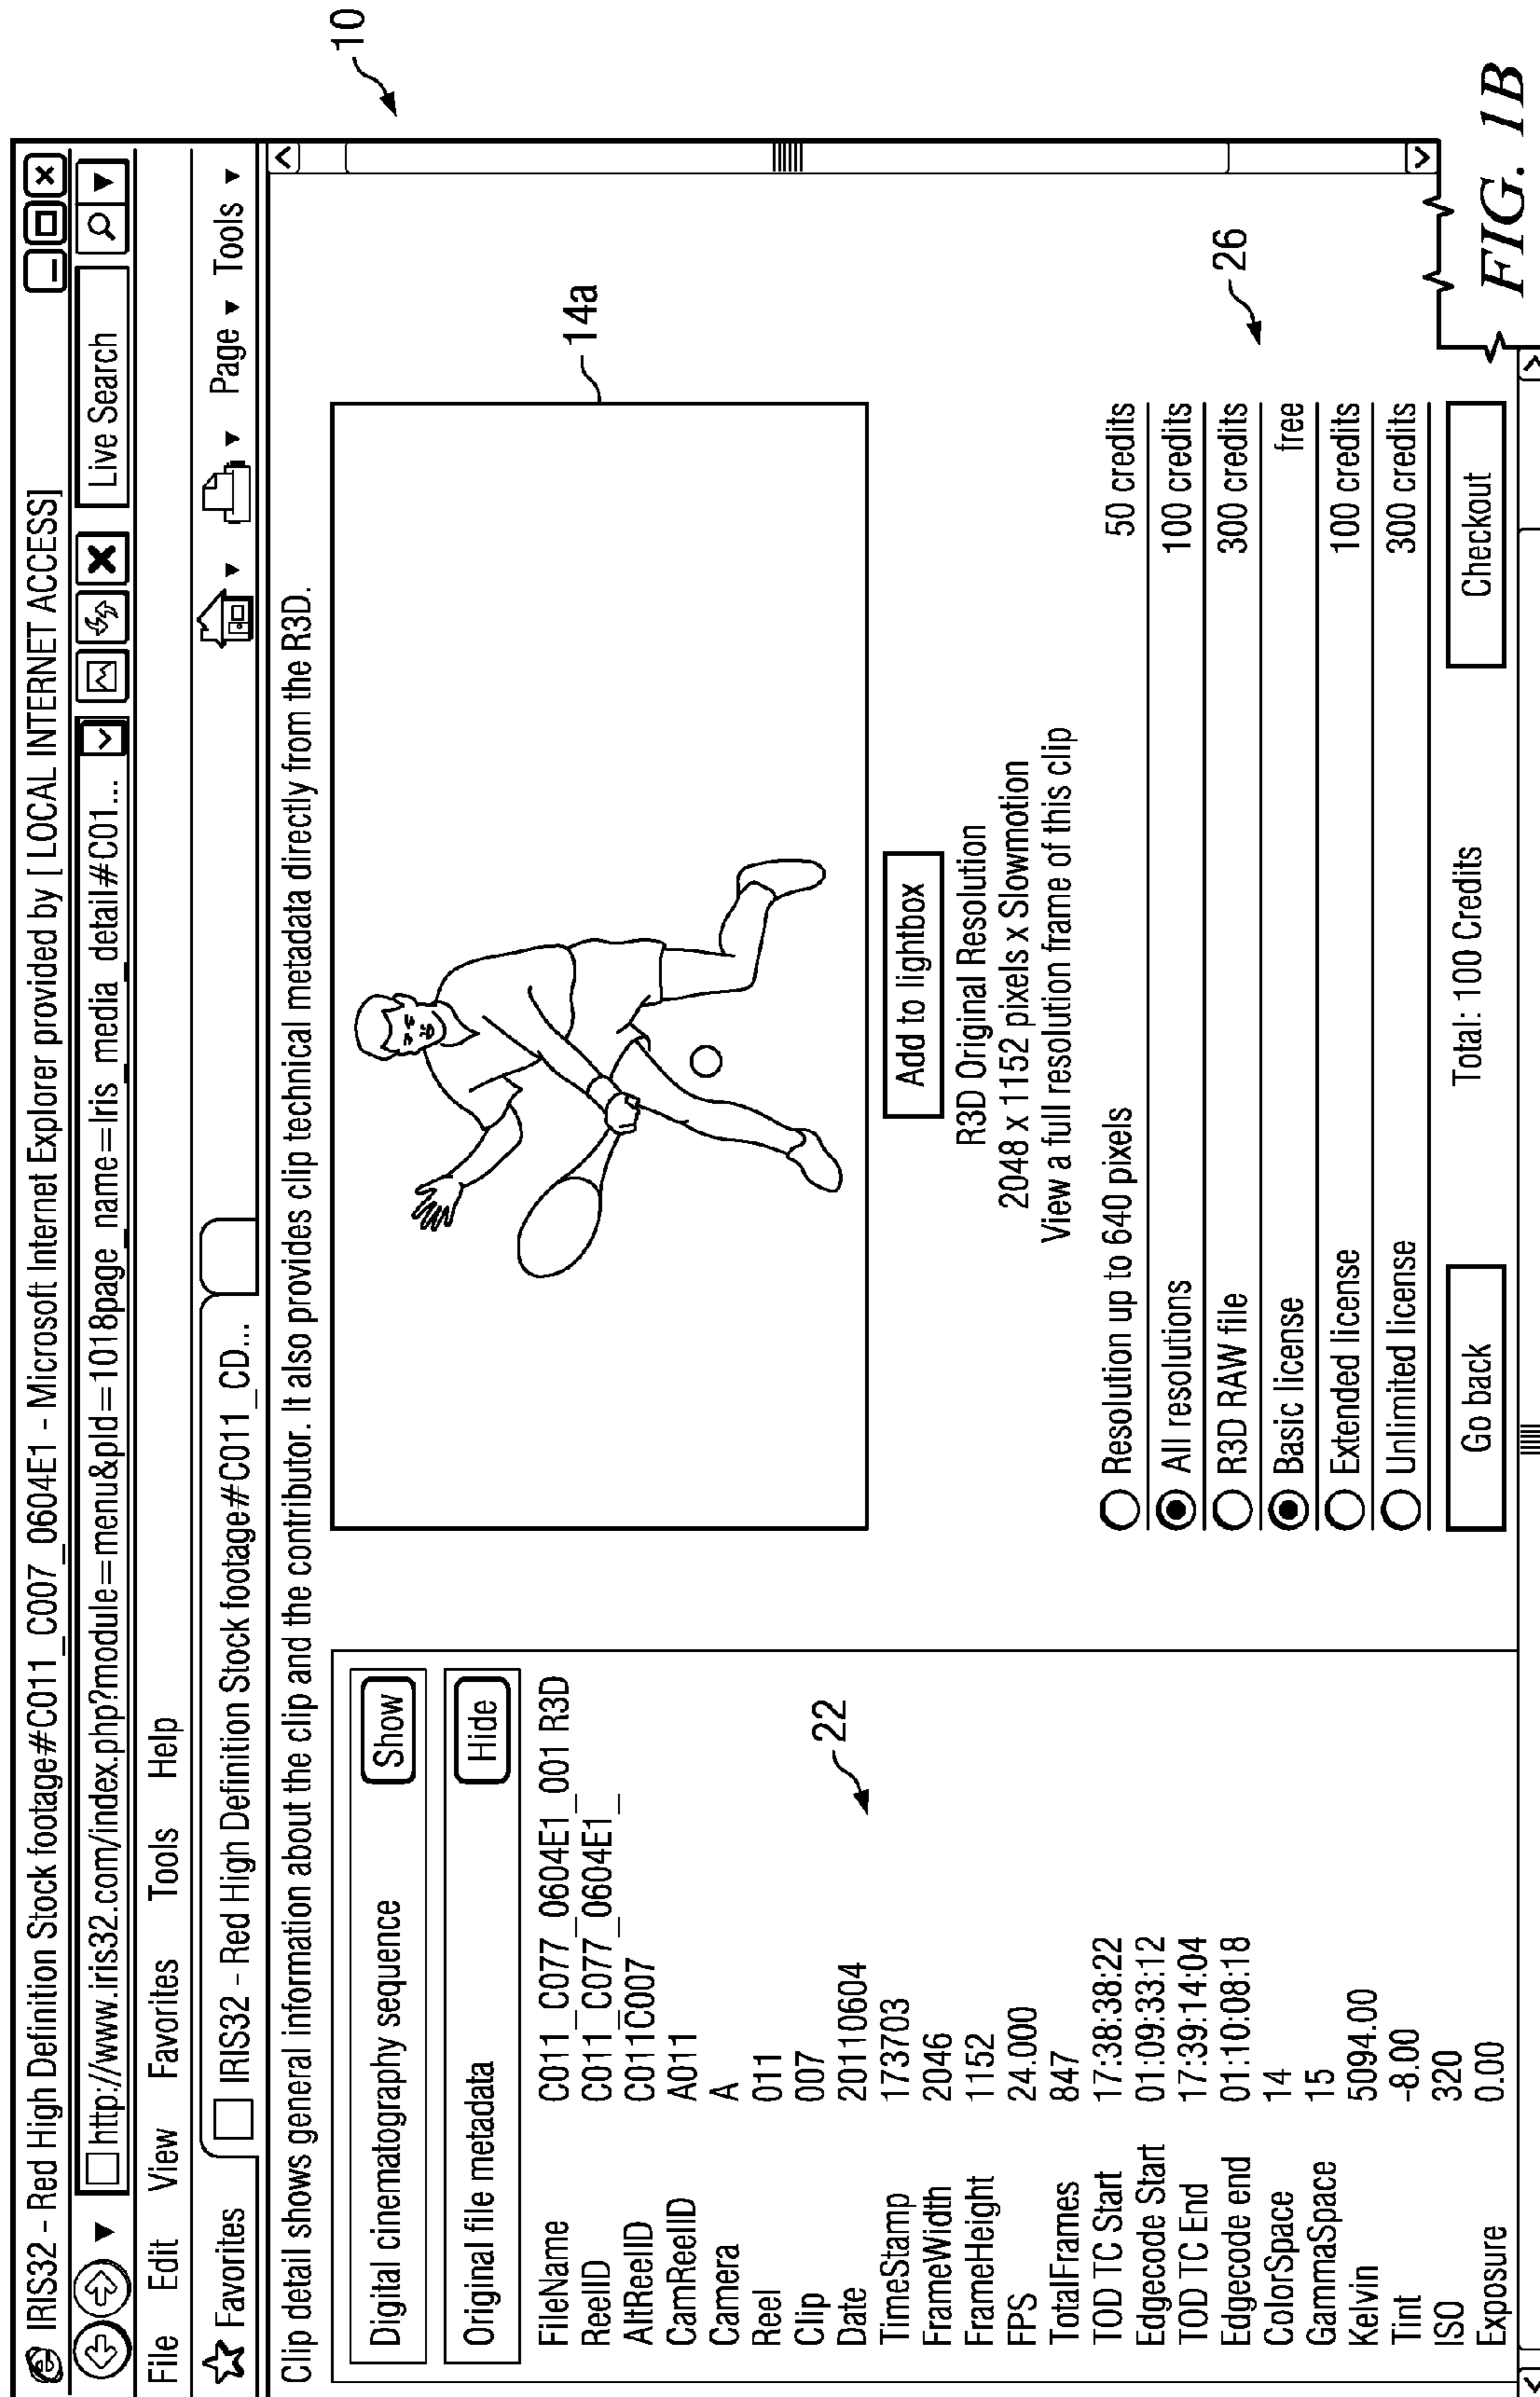 IRIS32 - Red High Definition Stock footage#C011_C007_0604E1 - Microsoft Internet Explorer provided by [ LOCAL INTERNET ACCESS]
http://www.iris32.com/index.php?module=menu&pld=1018page_name=Iris_media_detail#C01...
Live Search
File Edit View Favorites Tools Help
Favorites
IRIS32 - Red High Definition Stock footage#C011_CD...
Page Tools
Clip detail shows general information about the clip and the contributor. It also provides clip technical metadata directly from the R3D.
Digital cinematography sequence Show
Original file metadata Hide
FileName C011_C077_0604E1_001 R3D
ReelID C011_C077_0604E1_
AltReelID C011C007
CamReelID A011
Camera A
Reel 011
Clip 007
Date 20110604
TimeStamp 173703
FrameWidth 2046
FrameHeight 1152
FPS 24.000
TotalFrames 847
TOD TC Start 17:38:38:22
Edgecode Start 01:09:33:12
TOD TC End 17:39:14:04
Edgecode end 01:10:08:18
ColorSpace 14
GammaSpace 15
Kelvin 5094.00
Tint -8.00
ISO 320
Exposure 0.00
22
14a
Add to lightbox
R3D Original Resolution
2048 x 1152 pixels x Slowmotion
View a full resolution frame of this clip
Resolution up to 640 pixels 50 credits
All resolutions 100 credits
R3D RAW file 300 credits
Basic license free
Extended license 100 credits
Unlimited license 300 credits
Go back Total: 100 Credits Checkout
26
10
FIG. 1B